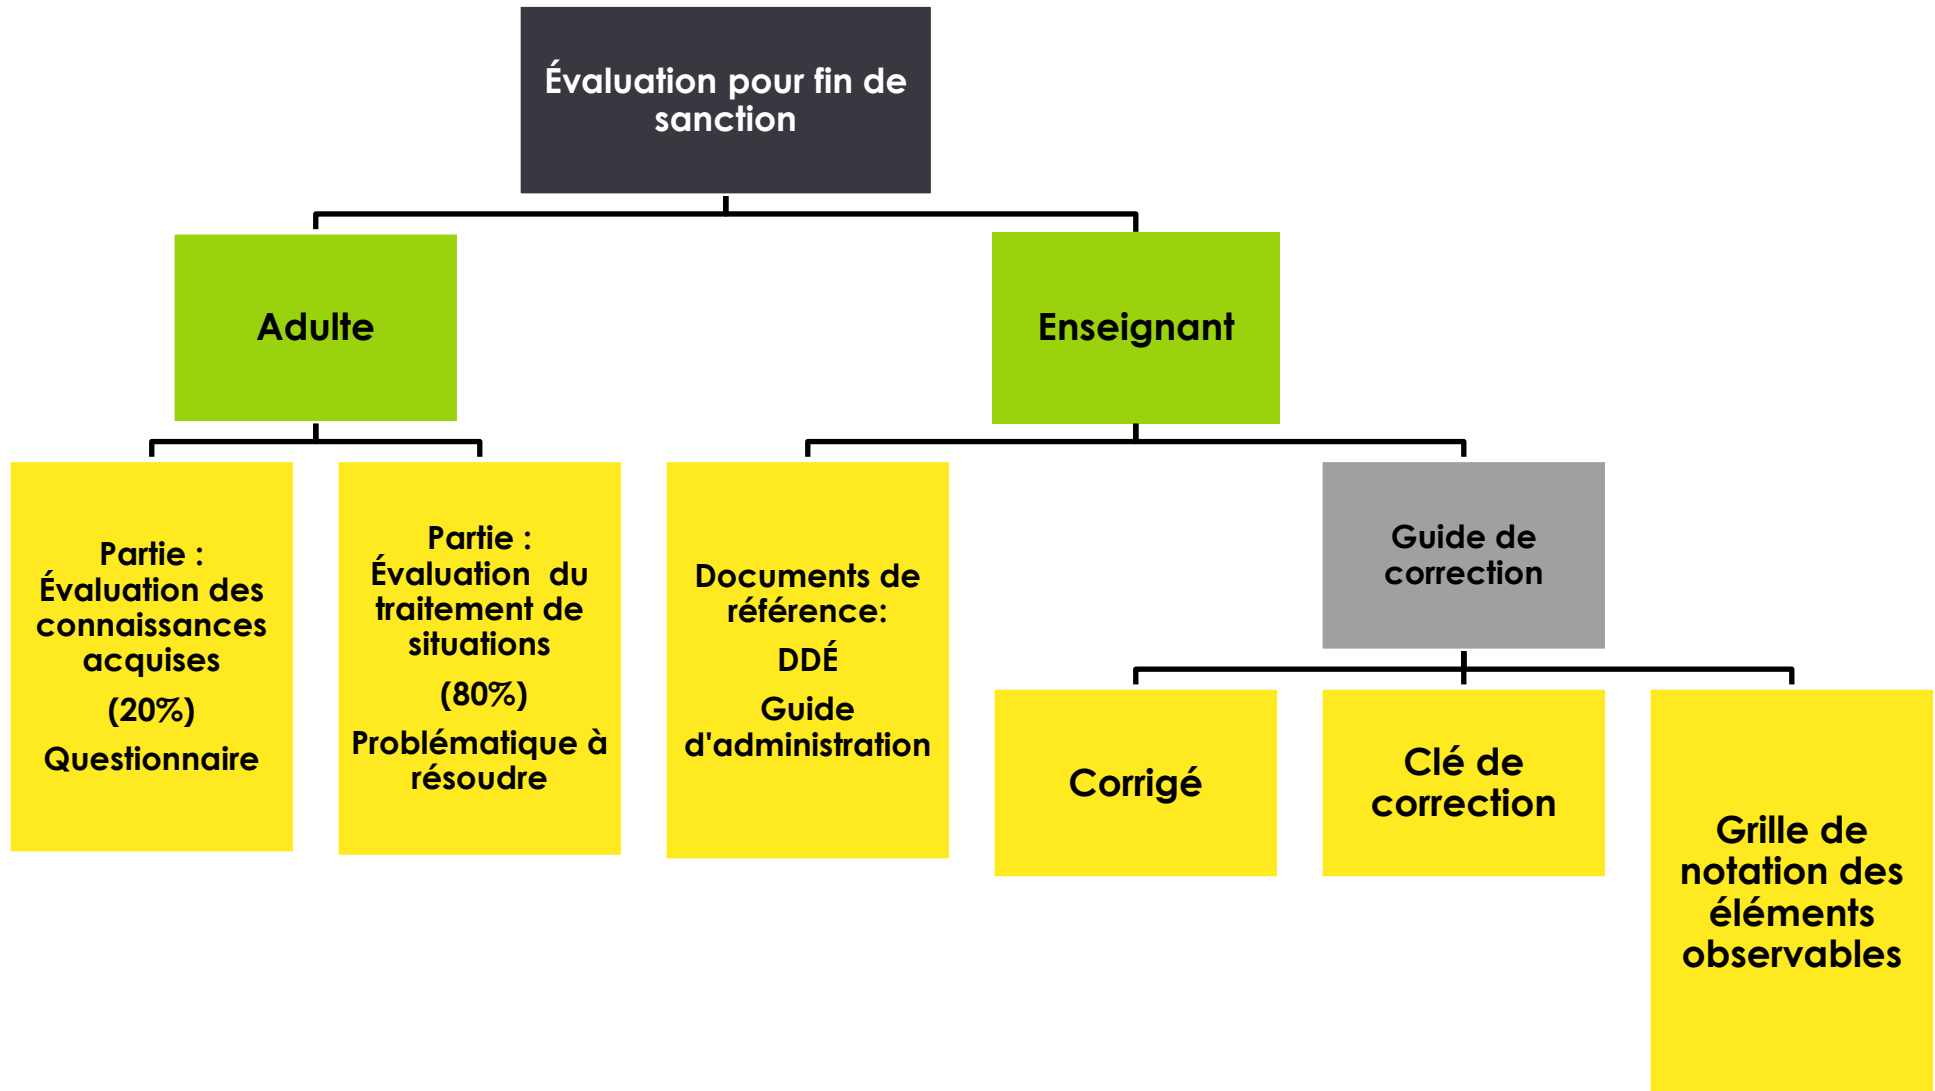 Évaluation pour fin de
sanction
Adulte
Enseignant
Partie :
Évaluation des
connaissances
acquises
(20%)
Questionnaire
Partie :
Évaluation  du
traitement de
situations
(80%)
Problématique à
résoudre
Documents de
référence:
DDÉ
Guide
d'administration
Guide de
correction
Corrigé
Clé de
correction
Grille de
notation des
éléments
observables